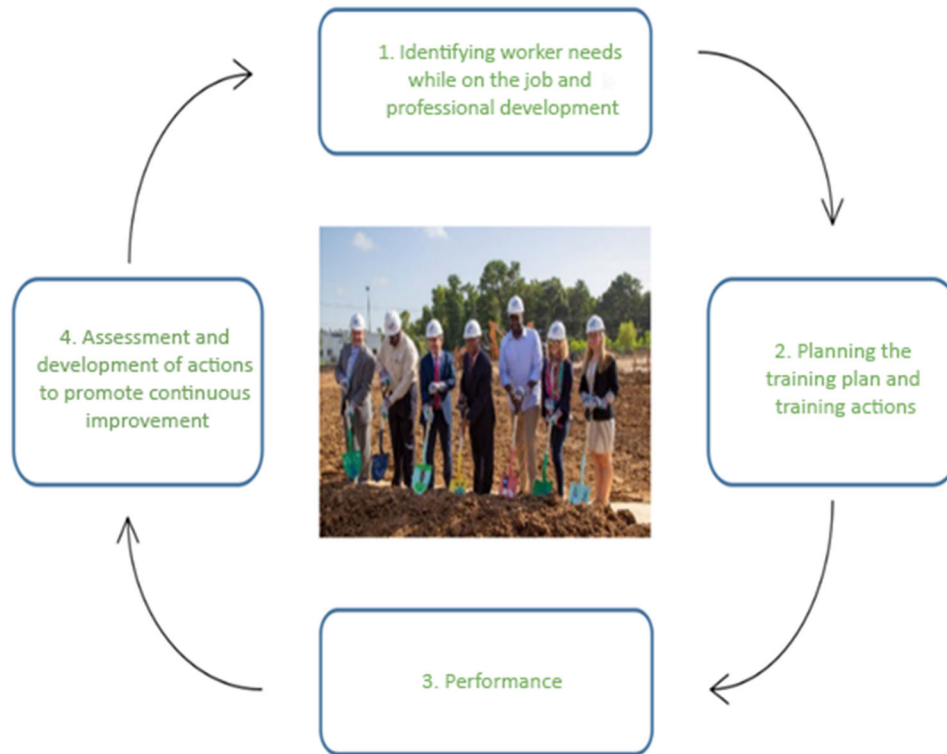 1. Identifying worker needs
while on the job and
professional development
2. Planning the
training plan and
training actions
3. Performance
4. Assessment and
development of actions
to promote continuous
improvement